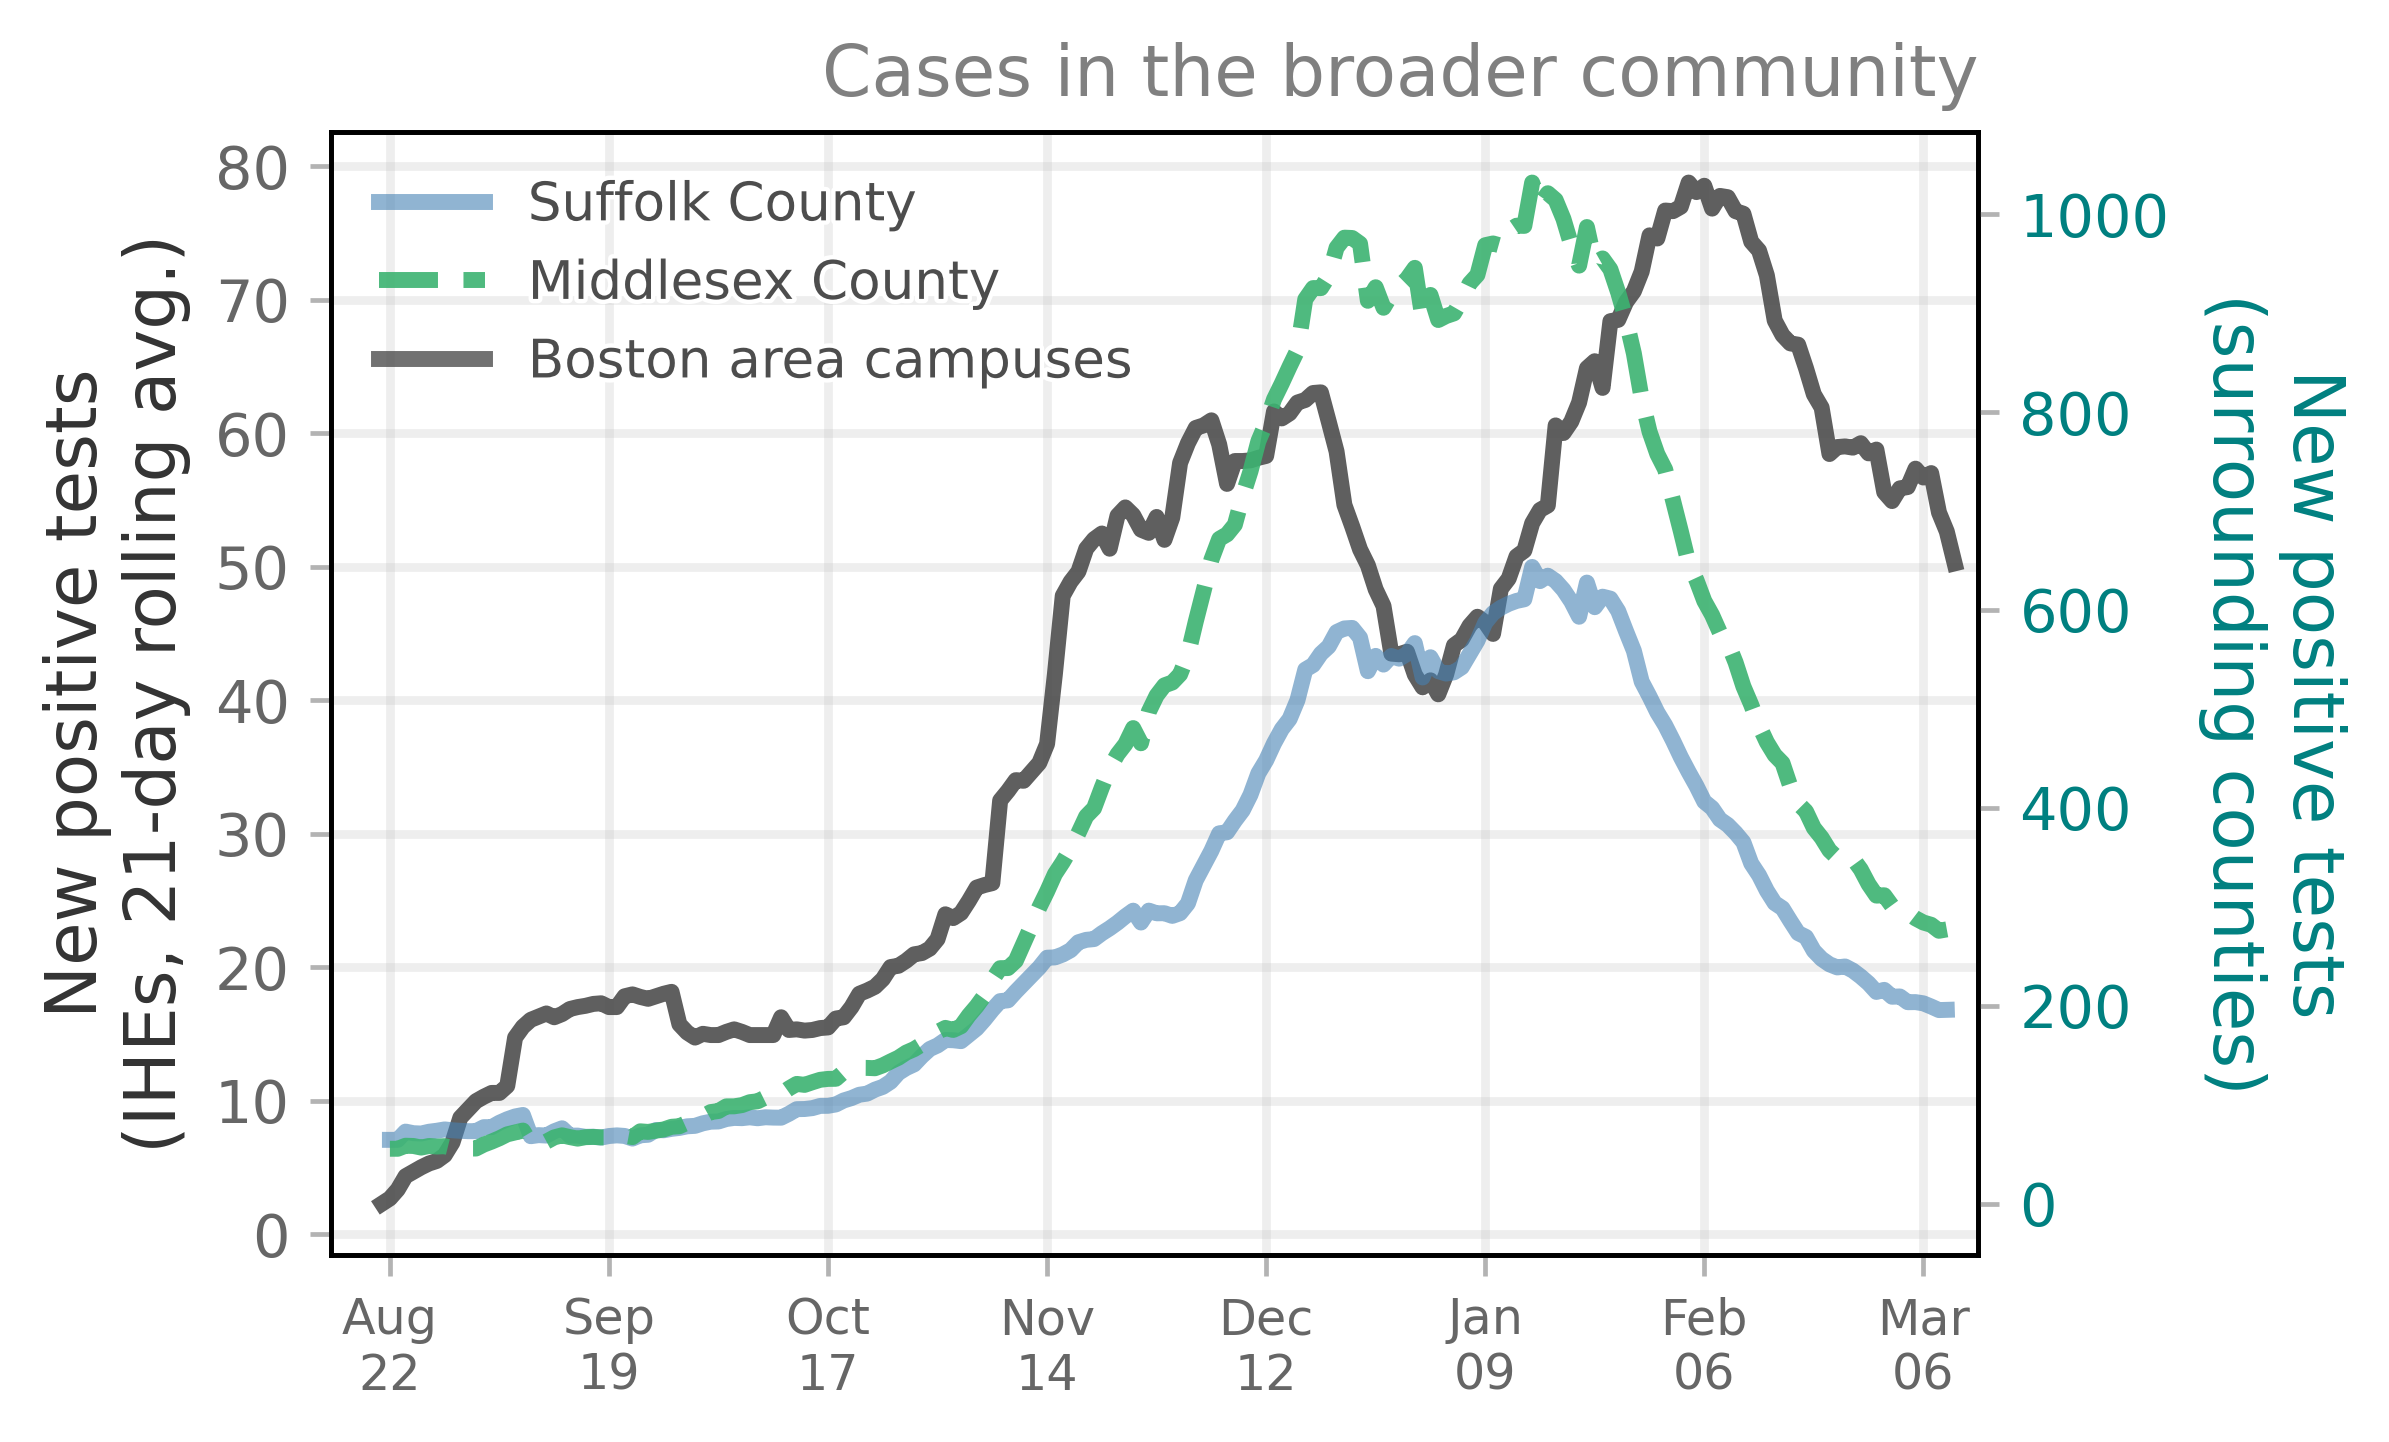 Cases in the broader community
New positive tests
(IHEs, 21-day rolling avg.)
80
70
60
50
40
30
20
10
0
Suffolk County
Middlesex County
Boston area campuses
1000
800
600
400
200
0
New positive tests
(surrounding counties)
Aug
22
Sep
19
Oct
17
Nov
14
Dec
12
Jan
09
Feb
06
Mar
06